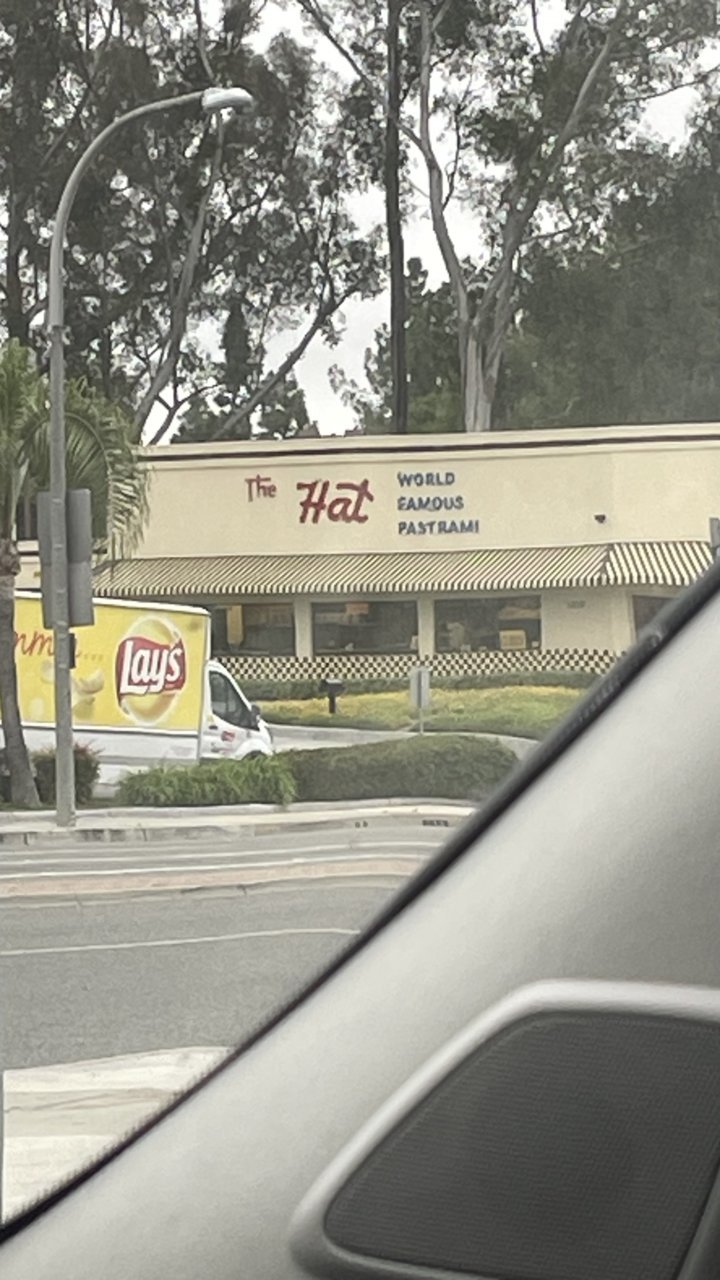 The
Hat
WORLD
FAMOUS
PASTRAMI
Lay's